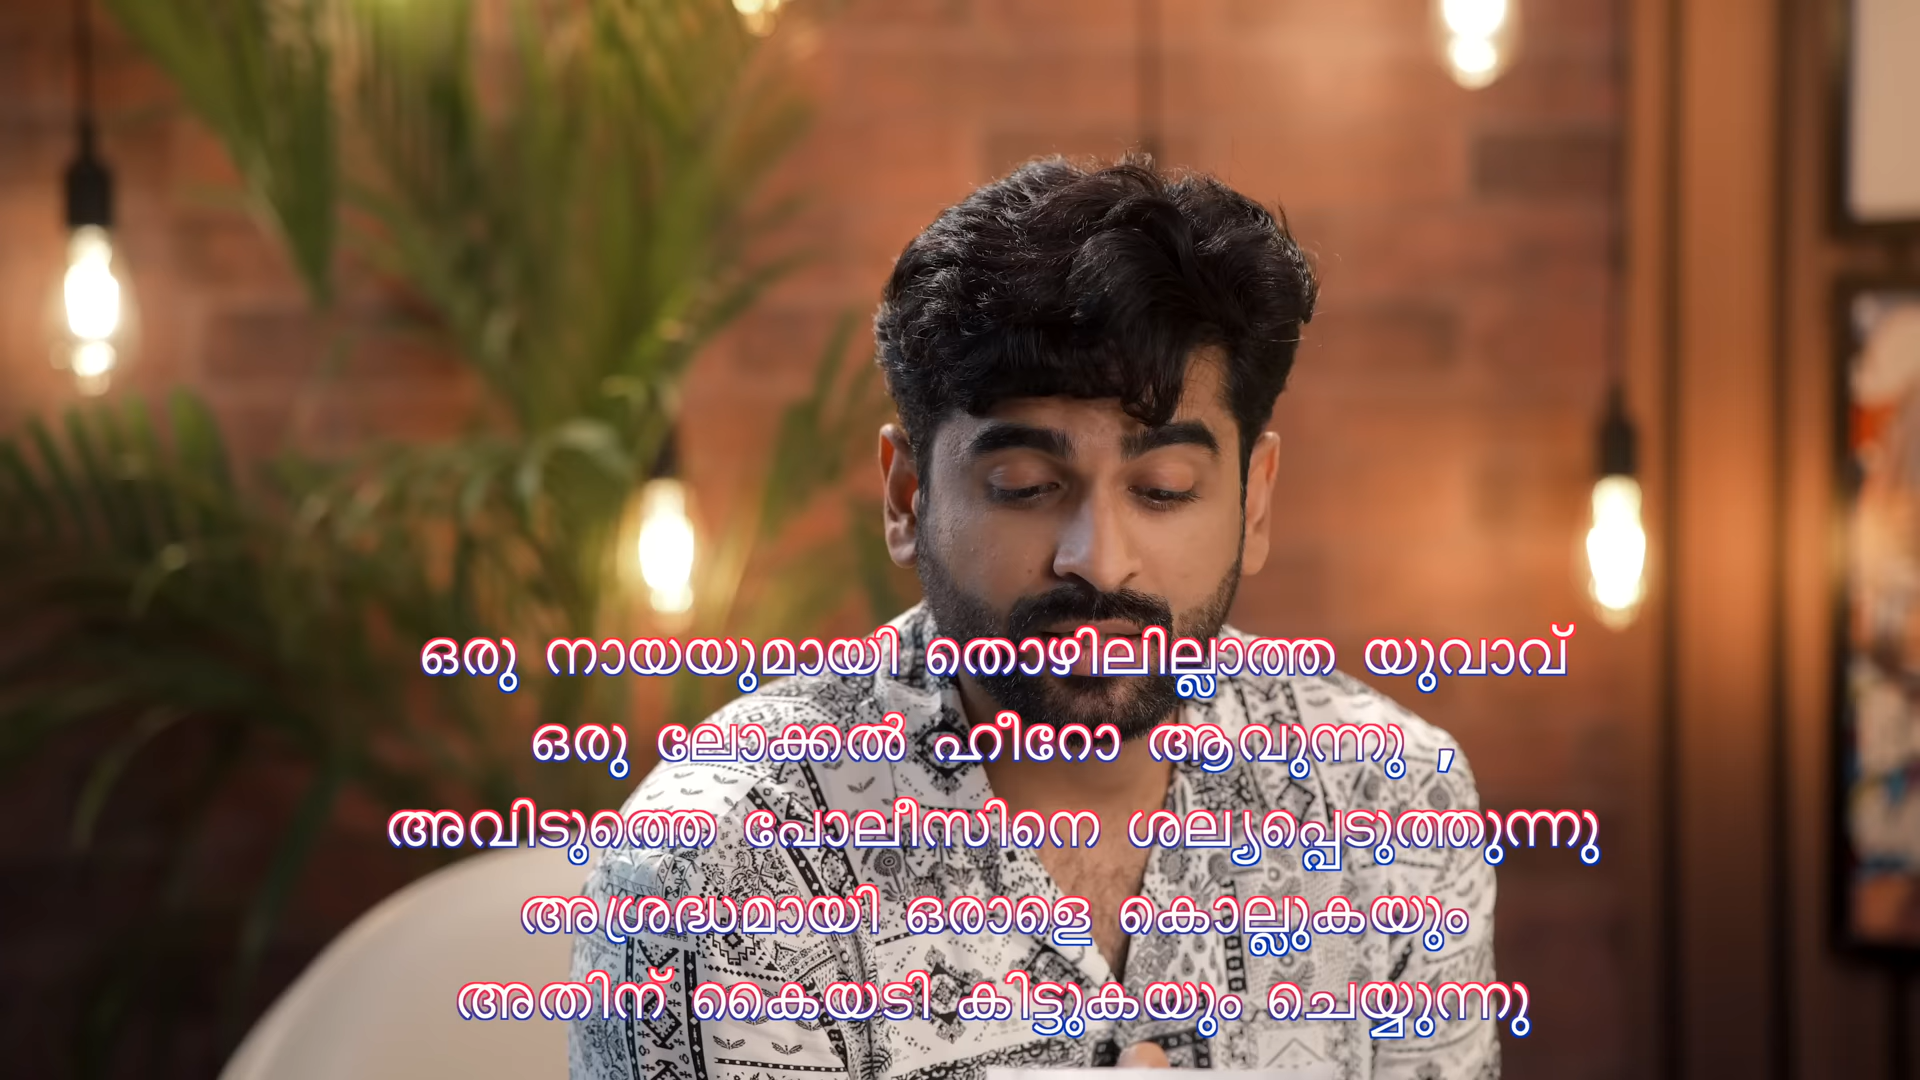 ഒരു നായയുമായി തൊഴിലില്ലാത്ത യുവാവ്
ഒരു ലോക്കൽ ഹീറോ ആവുന്നു ,
അവിടുത്തെ പോലീസിനെ ശല്യപ്പെടുത്തുന്നു
അശ്രദ്ധമായി ഒരാളെ കൊല്ലുകയും
അതിന് കൈയടി കിട്ടുകയും ചെയ്യുന്നു